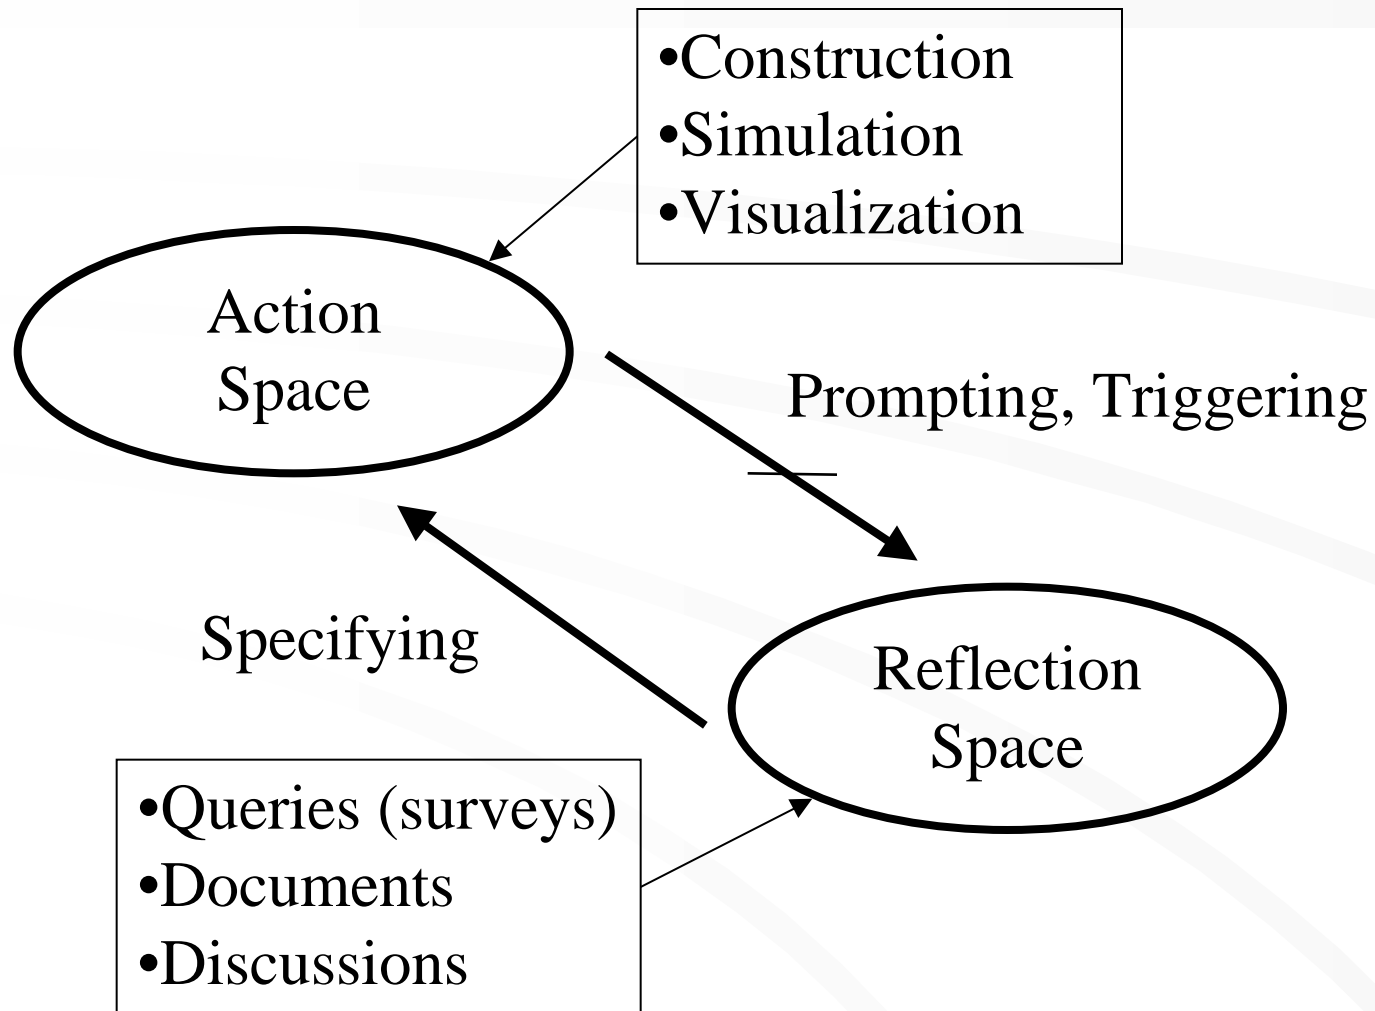 •Construction
•Simulation
•Visualization
Action
Space
Prompting, Triggering
Specifying
Reflection
Space
•Queries (surveys)
•Documents
•Discussions